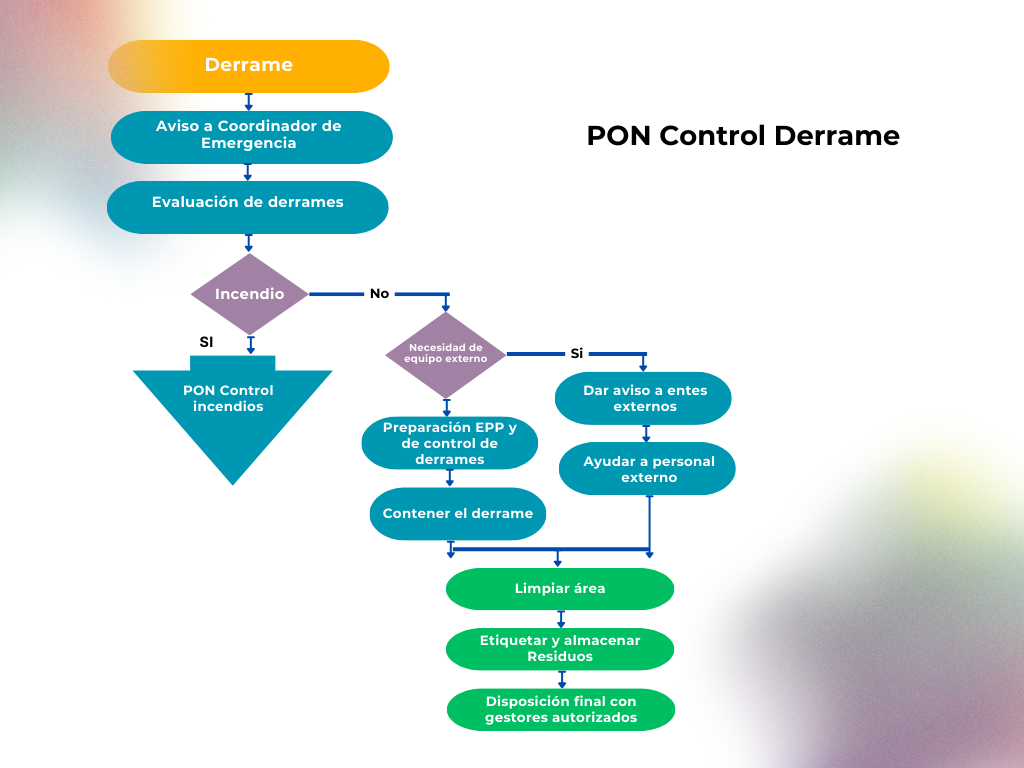 Derrame
Aviso a Coordinador de
Emergencia
PON Control Derrame
Evaluación de derrames
Incendio
No
SI
Necesidad de
equipo externo
Si
PON Control
incendios
Dar aviso a entes
externos
Preparación EPP y
de control de
derrames
Ayudar a personal
externo
Contener el derrame
Limpiar área
Etiquetar y almacenar
Residuos
Disposición final con
gestores autorizados